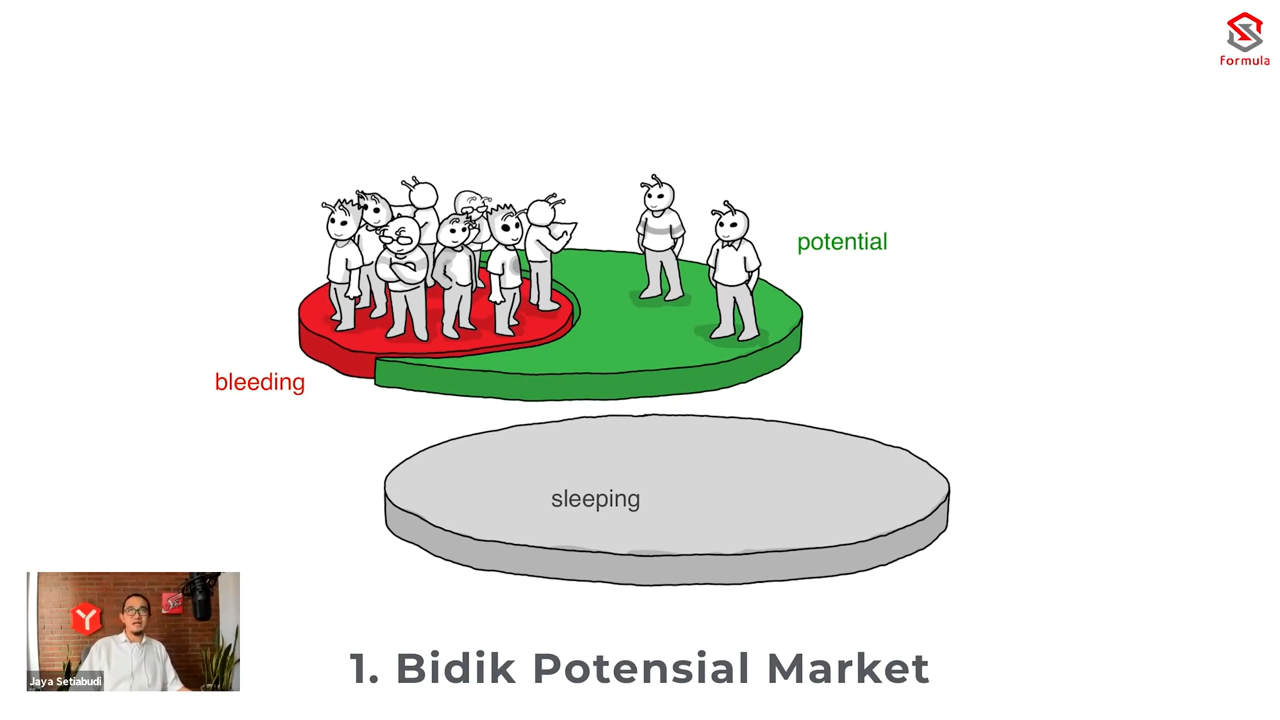 Formula
potential
bleeding
sleeping
Jaya Setiabudi
1. Bidik Potensial Market